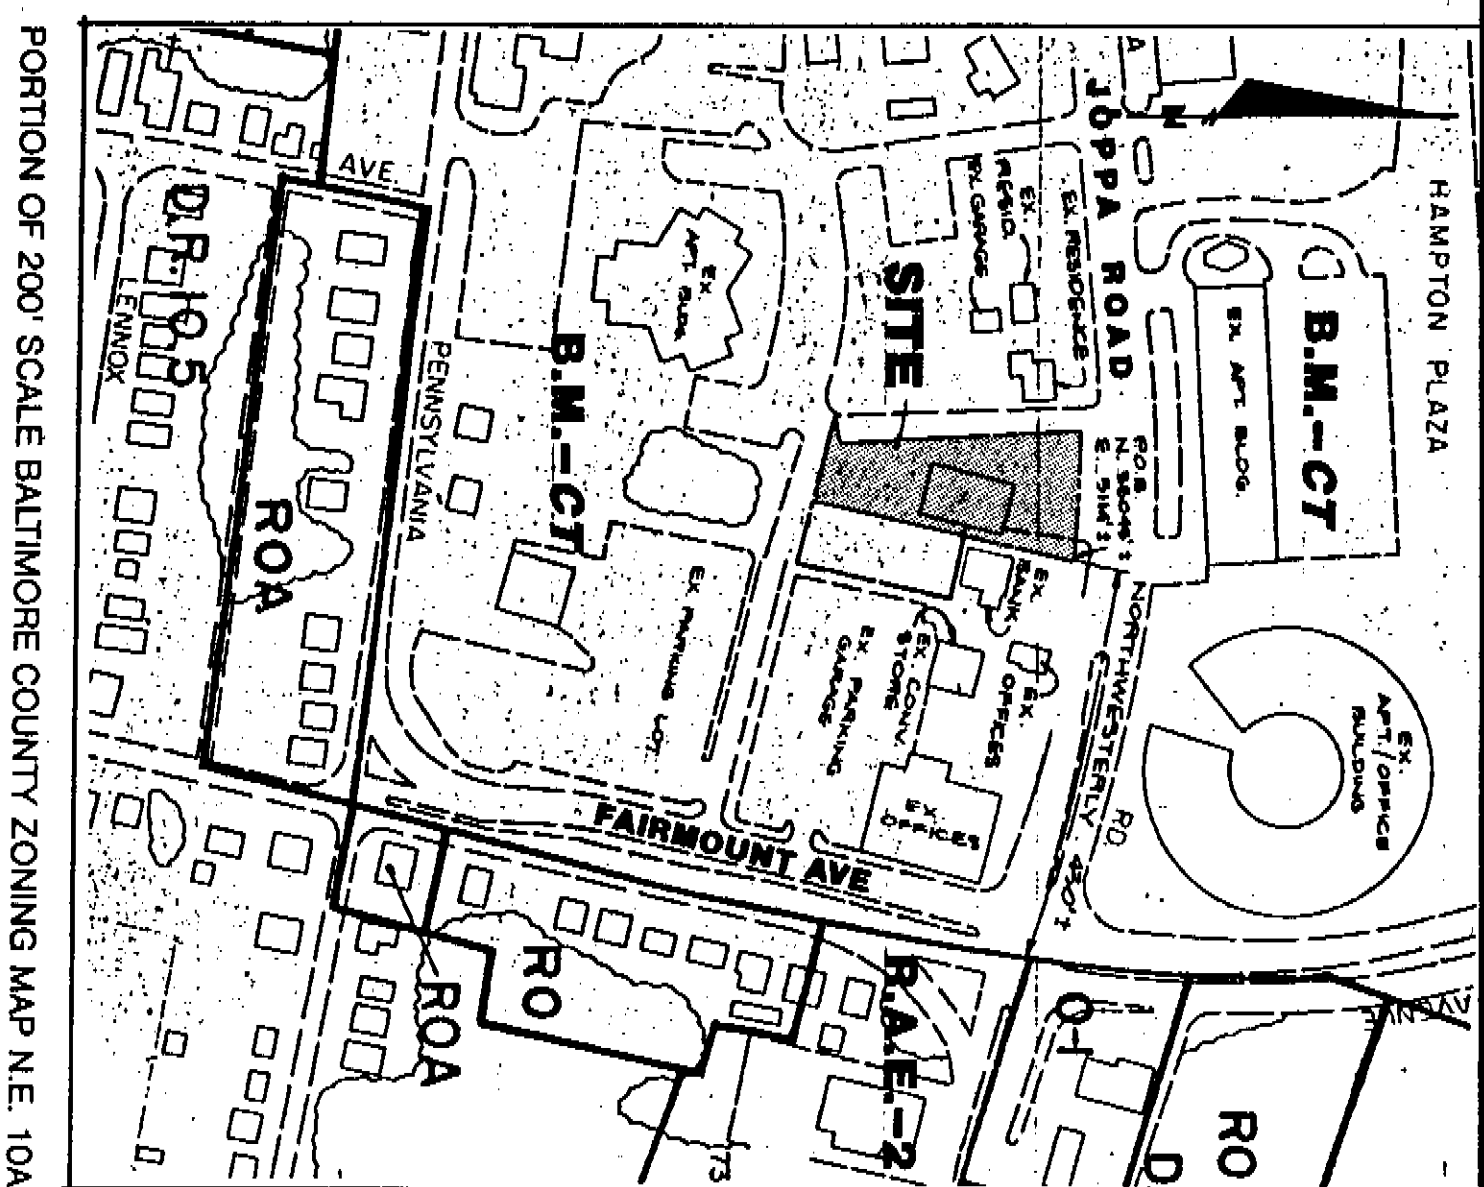 HAMPTON PLAZA
N
JOPPA ROAD
B.M.-CT
EX. APT. BLDG.
EX. RESIDENCE
EX.
RESID.
EX. GARAGE
SITE
P.O.B.
EX.
APT./OFFICE
BUILDING
NORTHWESTERLY 430'±
RD.
EX.
BANK
EX.
OFFICES
EX. CONV.
STORE
EX. PARKING
GARAGE
EX.
OFFICES
EX.
APT. BLDG.
B.M.-CT
EX. PARKING LOT
FAIRMOUNT AVE
AVENUE
AVE
PENNSYLVANIA
D.R. 10.5
LENNOX
ROA
ROA
RO
R.A.E.-2
O-1
RO
D
73
PORTION OF 200' SCALE BALTIMORE COUNTY ZONING MAP N.E. 10A